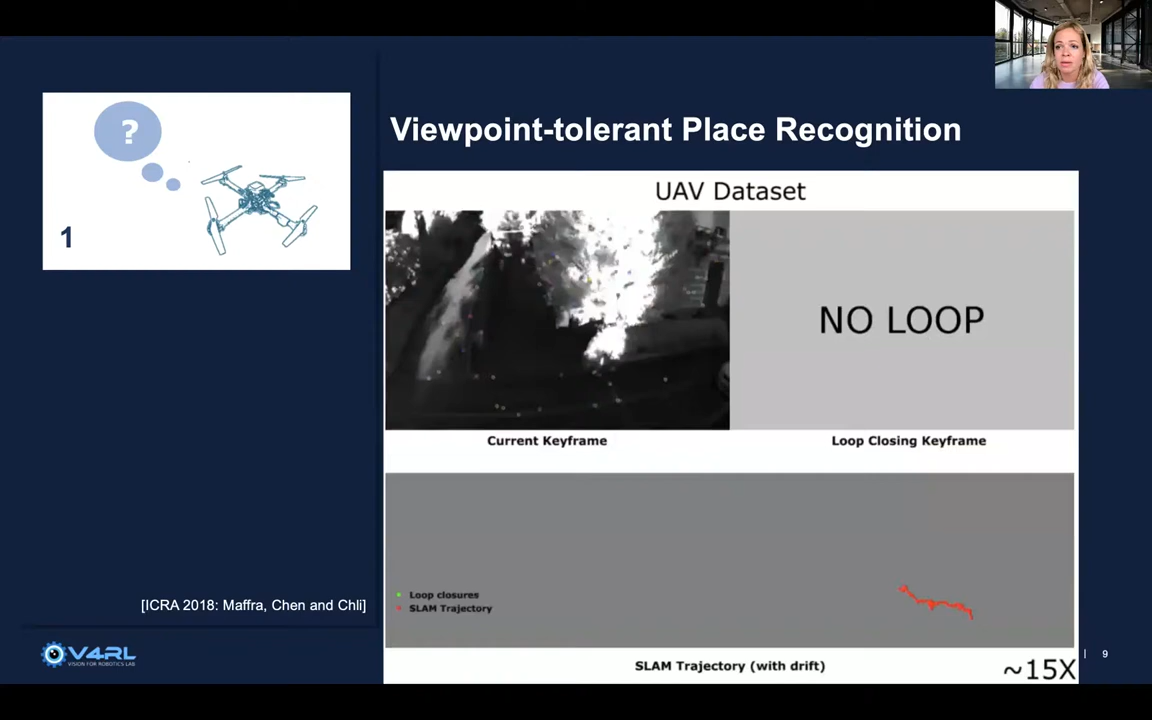 ?
1
Viewpoint-tolerant Place Recognition
UAV Dataset
NO LOOP
Current Keyframe
Loop Closing Keyframe
Loop closures
SLAM Trajectory
SLAM Trajectory (with drift)
~15X
[ICRA 2018: Maffra, Chen and Chli]
V4RL
VISION FOR ROBOTICS LAB
| 9